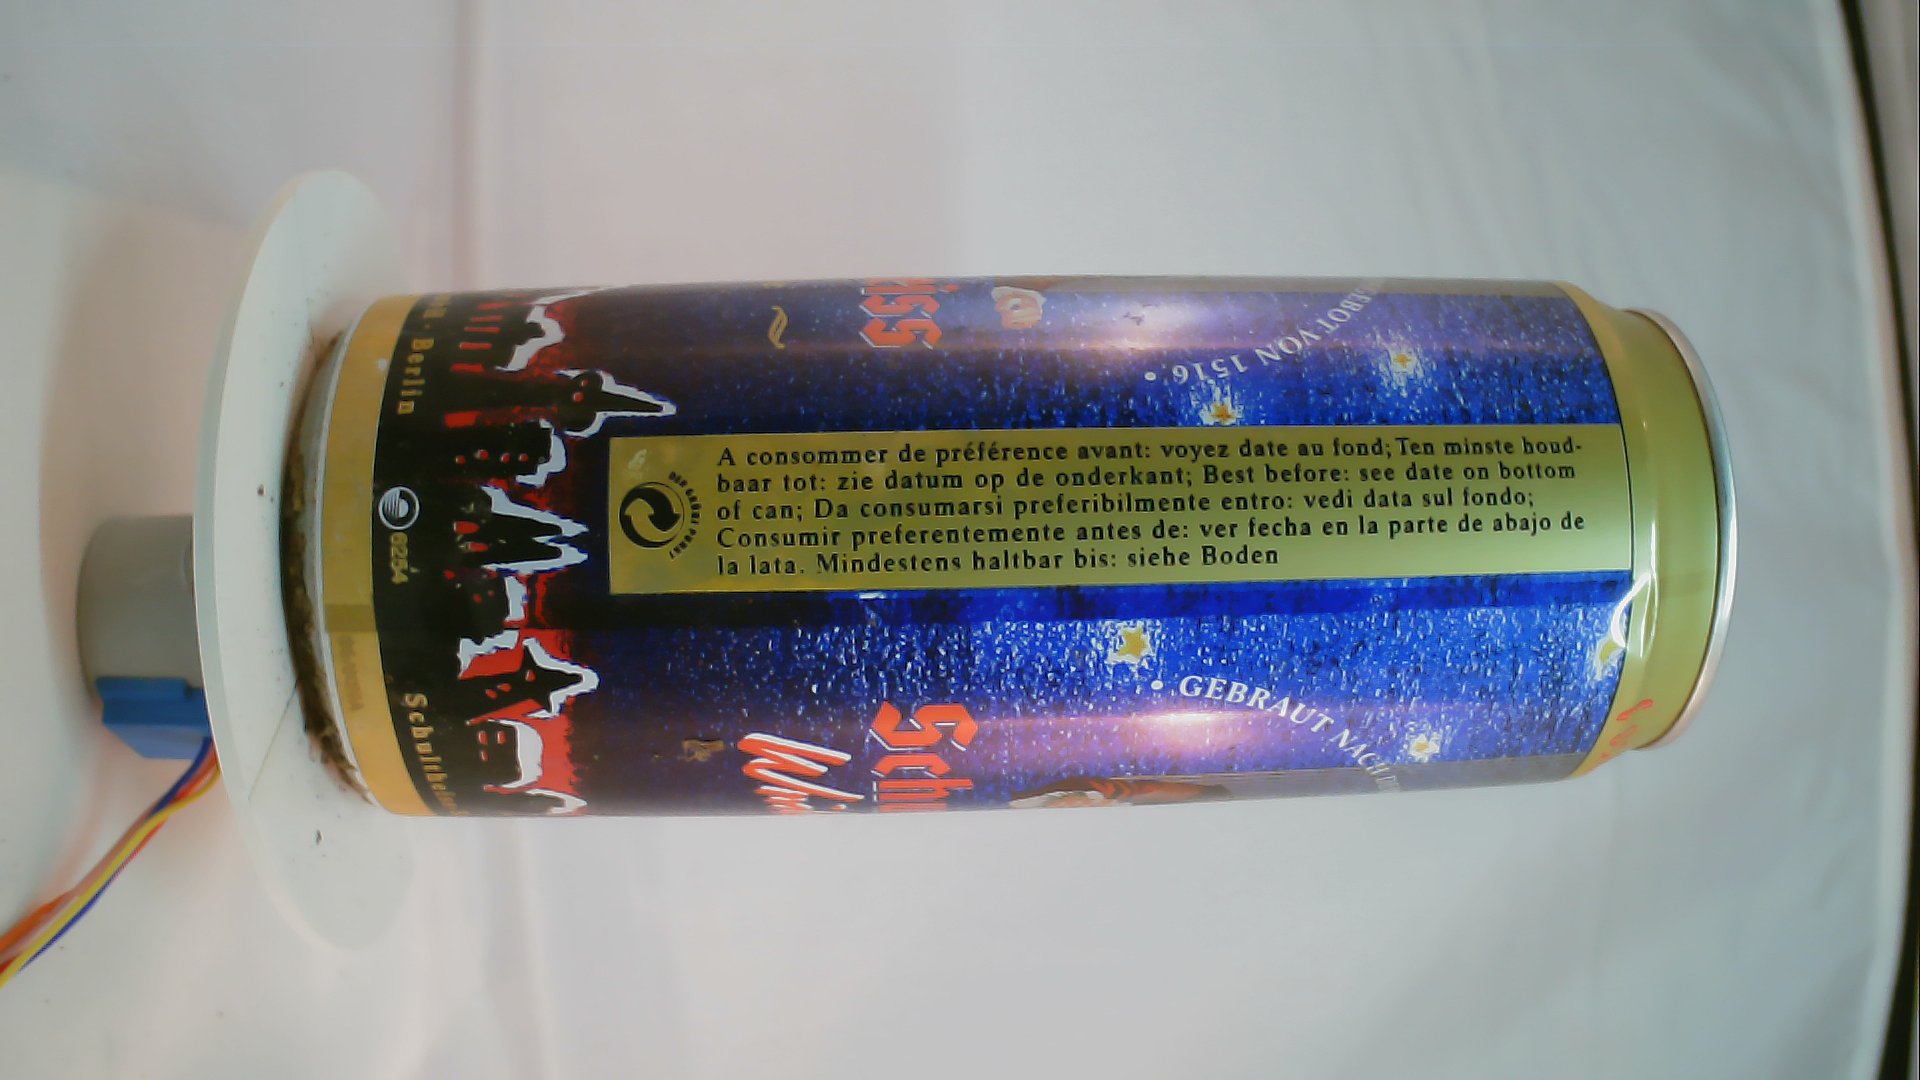 A consommer de préférence avant: voyez date au fond; Ten minste houd-
baar tot: zie datum op de onderkant; Best before: see date on bottom
of can; Da consumarsi preferibilmente entro: vedi data sul fondo;
Consumir preferentemente antes de: ver fecha en la parte de abajo de
la lata. Mindestens haltbar bis: siehe Boden
DER GRÜNE PUNKT
VON 1516 •
• GEBRAUT NACH
Berlin
6254